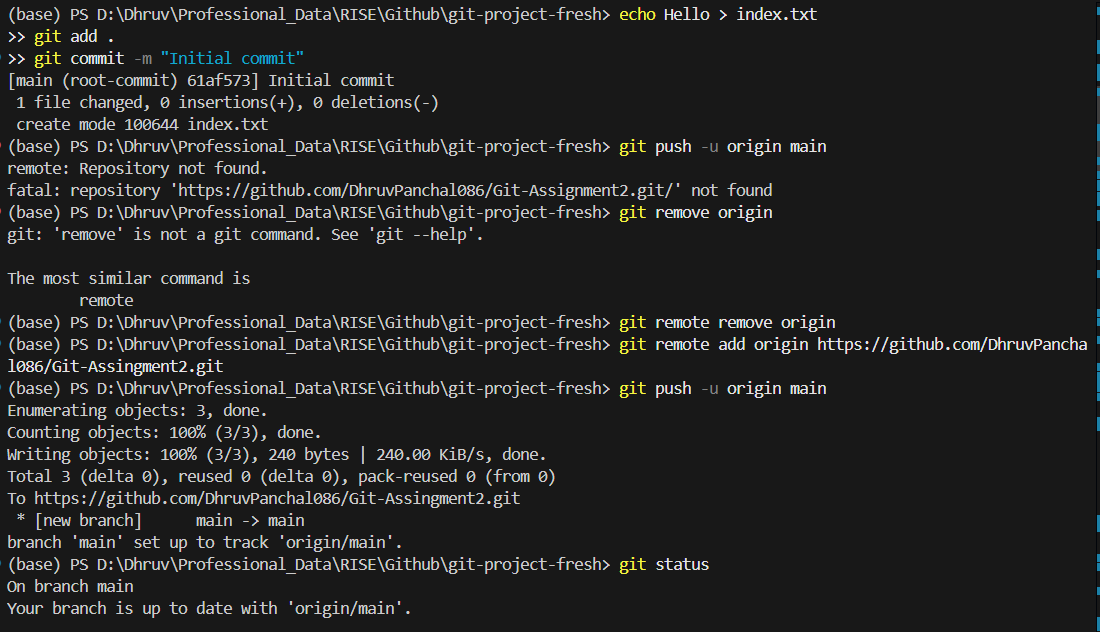 (base) PS D:\Dhruv\Professional_Data\RISE\Github\git-project-fresh> echo Hello > index.txt
>> git add .
>> git commit -m "Initial commit"
[main (root-commit) 61af573] Initial commit
 1 file changed, 0 insertions(+), 0 deletions(-)
 create mode 100644 index.txt
(base) PS D:\Dhruv\Professional_Data\RISE\Github\git-project-fresh> git push -u origin main
remote: Repository not found.
fatal: repository 'https://github.com/DhruvPanchal086/Git-Assignment2.git/' not found
(base) PS D:\Dhruv\Professional_Data\RISE\Github\git-project-fresh> git remove origin
git: 'remove' is not a git command. See 'git --help'.

The most similar command is
        remote
(base) PS D:\Dhruv\Professional_Data\RISE\Github\git-project-fresh> git remote remove origin
(base) PS D:\Dhruv\Professional_Data\RISE\Github\git-project-fresh> git remote add origin https://github.com/DhruvPancha
l086/Git-Assingment2.git
(base) PS D:\Dhruv\Professional_Data\RISE\Github\git-project-fresh> git push -u origin main
Enumerating objects: 3, done.
Counting objects: 100% (3/3), done.
Writing objects: 100% (3/3), 240 bytes | 240.00 KiB/s, done.
Total 3 (delta 0), reused 0 (delta 0), pack-reused 0 (from 0)
To https://github.com/DhruvPanchal086/Git-Assingment2.git
 * [new branch]      main -> main
branch 'main' set up to track 'origin/main'.
(base) PS D:\Dhruv\Professional_Data\RISE\Github\git-project-fresh> git status
On branch main
Your branch is up to date with 'origin/main'.